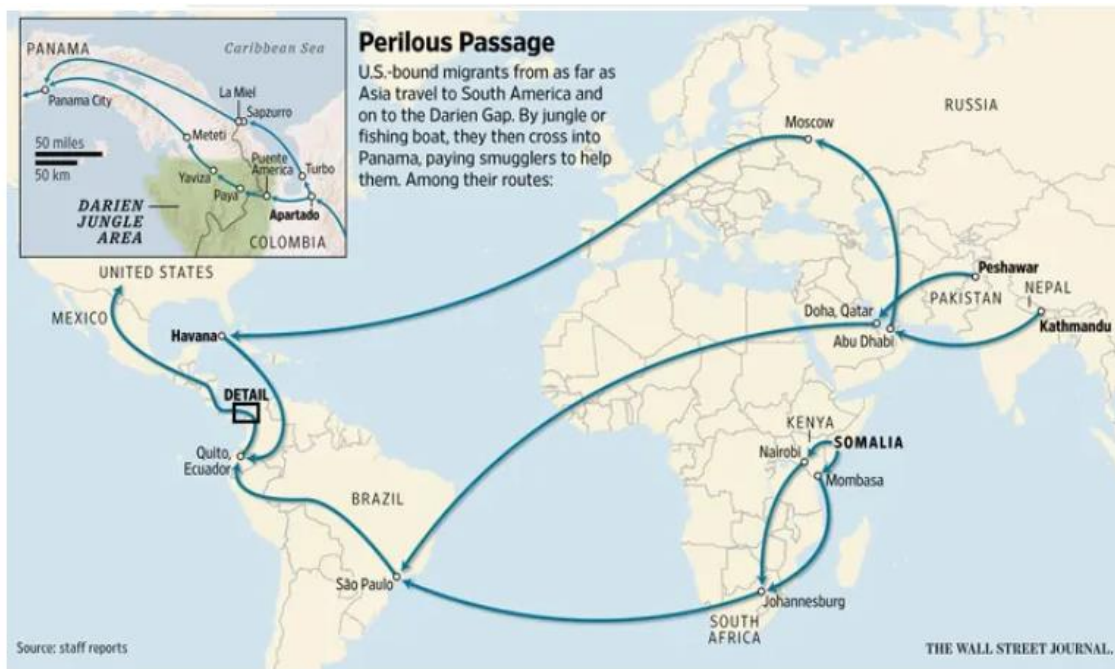 Perilous Passage
U.S.-bound migrants from as far as
Asia travel to South America and
on to the Darien Gap. By jungle or
fishing boat, they then cross into
Panama, paying smugglers to help
them. Among their routes:
PANAMA
Caribbean Sea
Panama City
La Miel
Sapzurro
50 miles
50 km
Meteti
Puente
America
Turbo
Yaviza
Paya
Apartado
DARIEN
JUNGLE
AREA
COLOMBIA
RUSSIA
Moscow
UNITED STATES
MEXICO
Havana
Peshawar
PAKISTAN
NEPAL
Kathmandu
Doha, Qatar
Abu Dhabi
DETAIL
Quito,
Ecuador
BRAZIL
KENYA
SOMALIA
Nairobi
Mombasa
São Paulo
Johannesburg
SOUTH
AFRICA
Source: staff reports
THE WALL STREET JOURNAL.